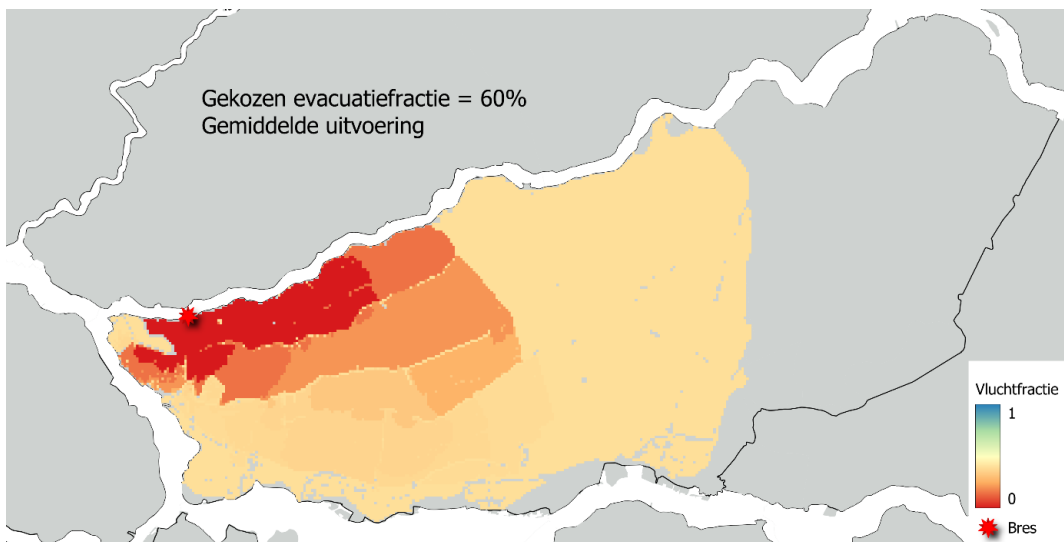 Gekozen evacuatiefractie = 60%
Gemiddelde uitvoering
Vluchtfractie
1
0
Bres